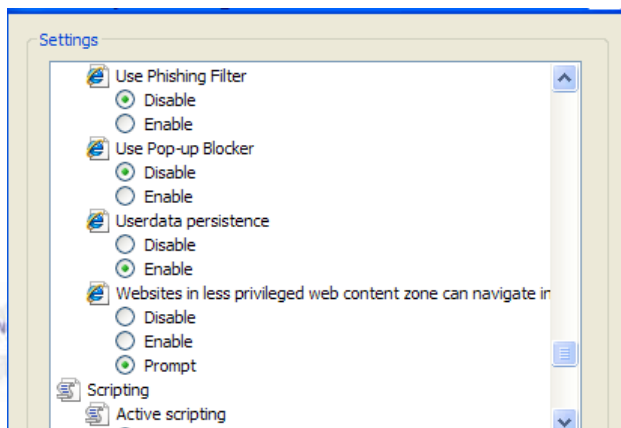 Settings
Use Phishing Filter
Disable
Enable
Use Pop-up Blocker
Disable
Enable
Userdata persistence
Disable
Enable
Websites in less privileged web content zone can navigate in
Disable
Enable
Prompt
Scripting
Active scripting